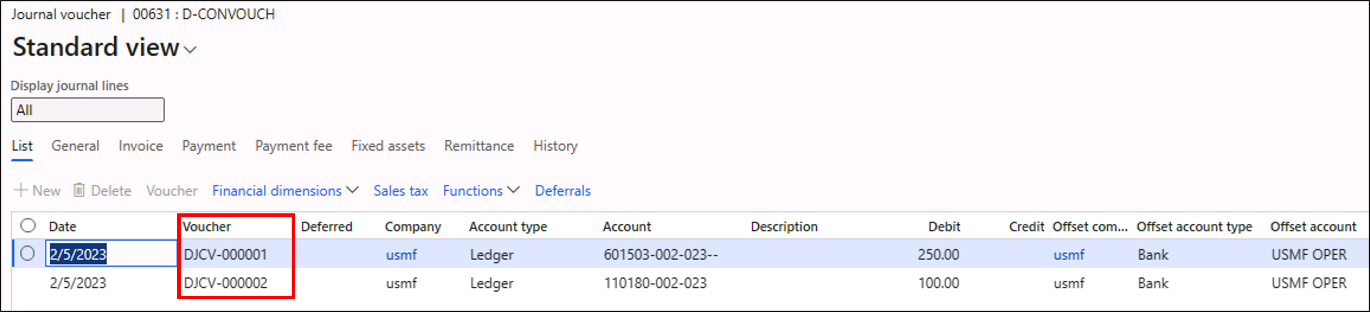 Journal voucher | 00631 : D-CONVOUCH
Standard view
Display journal lines
All
List General Invoice Payment Payment fee Fixed assets Remittance History
+ New Delete Voucher Financial dimensions Sales tax Functions Deferrals
Date Voucher Deferred Company Account type Account Description Debit Credit Offset com... Offset account type Offset account
2/5/2023 DJCV-000001 usmf Ledger 601503-002-023-- 250.00 usmf Bank USMF OPER
2/5/2023 DJCV-000002 usmf Ledger 110180-002-023 100.00 usmf Bank USMF OPER